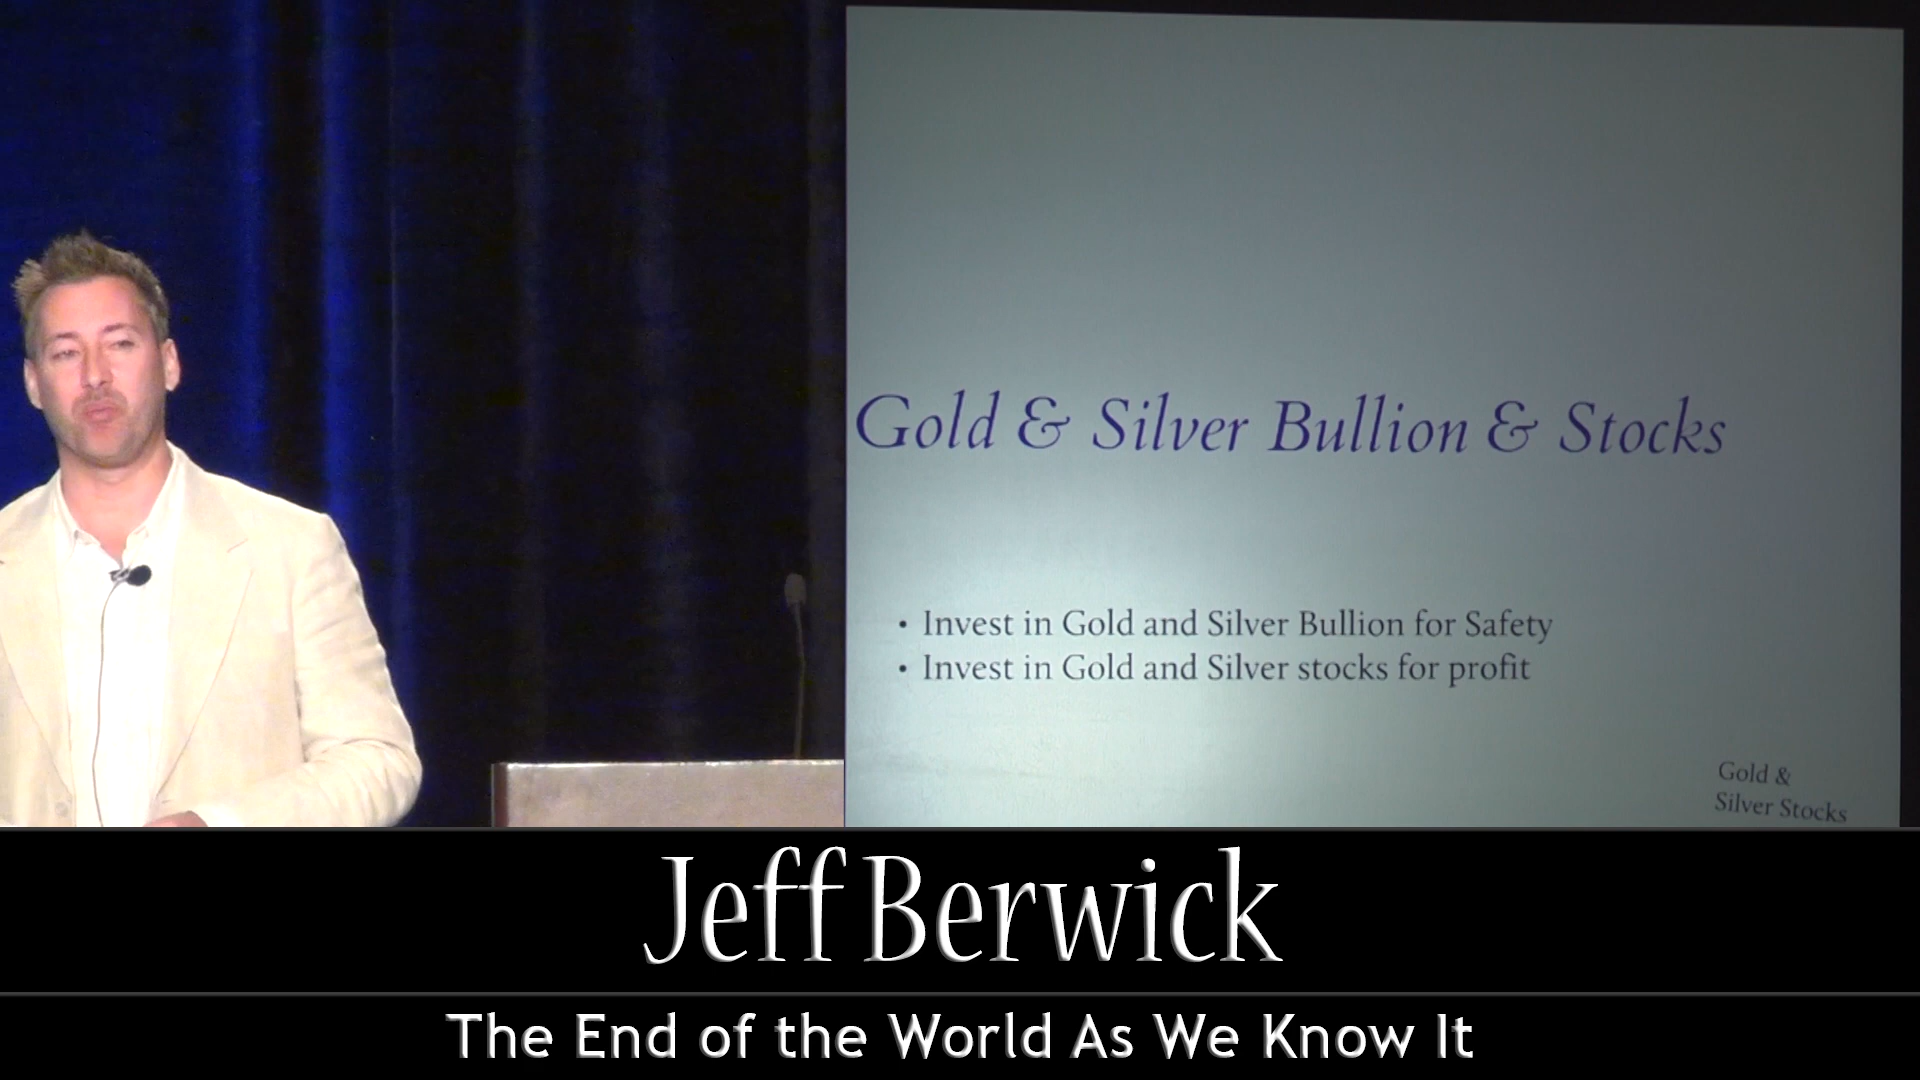 Gold & Silver Bullion & Stocks
• Invest in Gold and Silver Bullion for Safety
• Invest in Gold and Silver stocks for profit
Gold &
Silver Stocks
Jeff Berwick
The End of the World As We Know It